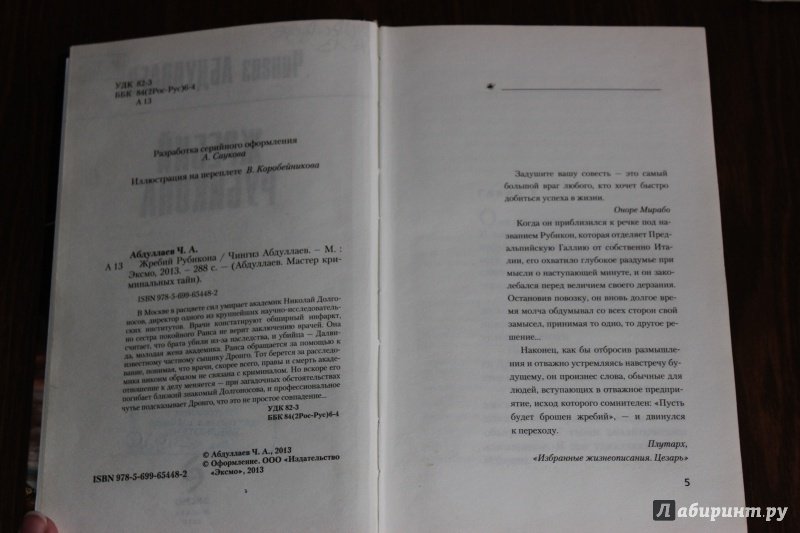 УДК 82-3
ББК 84(2Рос-Рус)6-4
А 13
Разработка серийного оформления
А. Саукова
Иллюстрация на переплете В. Коробейникова
Абдуллаев Ч. А.
А 13 Жребий Рубикона / Чингиз Абдуллаев. — М. :
Эксмо, 2013. — 288 с. — (Абдуллаев. Мастер кри-
минальных тайн).
ISBN 978-5-699-65448-2
В Москве в расцвете сил умирает академик Николай Долго-
носов, директор одного из крупнейших научно-исследователь-
ских институтов. Врачи констатируют обширный инфаркт,
но сестра покойного Раиса не верит заключению врачей. Она
считает, что брата убили из-за наследства, и убийца — Далви-
да, молодая жена академика. Раиса обращается за помощью к
известному частному сыщику Дронго. Тот берется за расследо-
вание, понимая, что врачи, скорее всего, правы и смерть акаде-
мика никоим образом не связана с криминалом. Но вскоре его
отношение к делу меняется — при загадочных обстоятельствах
погибает близкий знакомый Долгоносова, и профессиональное
чутье подсказывает Дронго, что это не простое совпадение...
УДК 82-3
ББК 84(2Рос-Рус)6-4
© Абдуллаев Ч. А., 2013
© Оформление. ООО «Издательство
«Эксмо», 2013
ISBN 978-5-699-65448-2
Задушите вашу совесть — это самый
большой враг любого, кто хочет быстро
добиться успеха в жизни.
Оноре Мирабо
Когда он приблизился к речке под на-
званием Рубикон, которая отделяет Пред-
альпийскую Галлию от собственно Ита-
лии, его охватило глубокое раздумье при
мысли о наступающей минуте, и он зако-
лебался перед величием своего дерзания.
Остановив повозку, он вновь долгое вре-
мя молча обдумывал со всех сторон свой
замысел, принимая то одно, то другое ре-
шение...
Наконец, как бы отбросив размышле-
ния и отважно устремляясь навстречу
будущему, он произнес слова, обычные для
людей, вступающих в отважное предприя-
тие, исход которого сомнителен: «Пусть
будет брошен жребий», — и двинулся
к переходу.
Плутарх,
«Избранные жизнеописания. Цезарь»
5
Лабиринт.ру